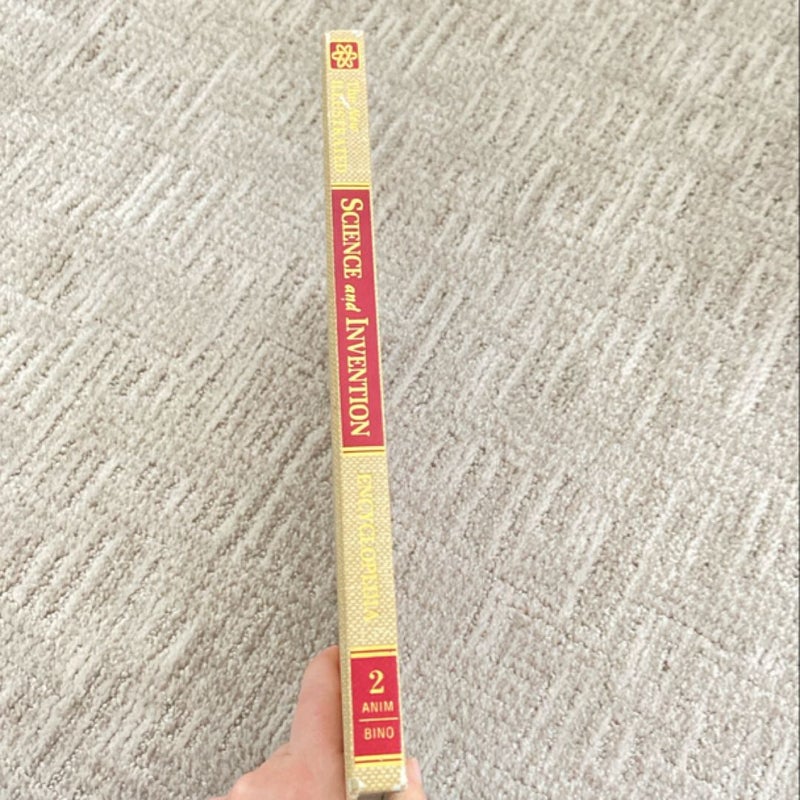 The New
ILLUSTRATED
SCIENCE and INVENTION
ENCYCLOPEDIA
2
ANIM
BINO